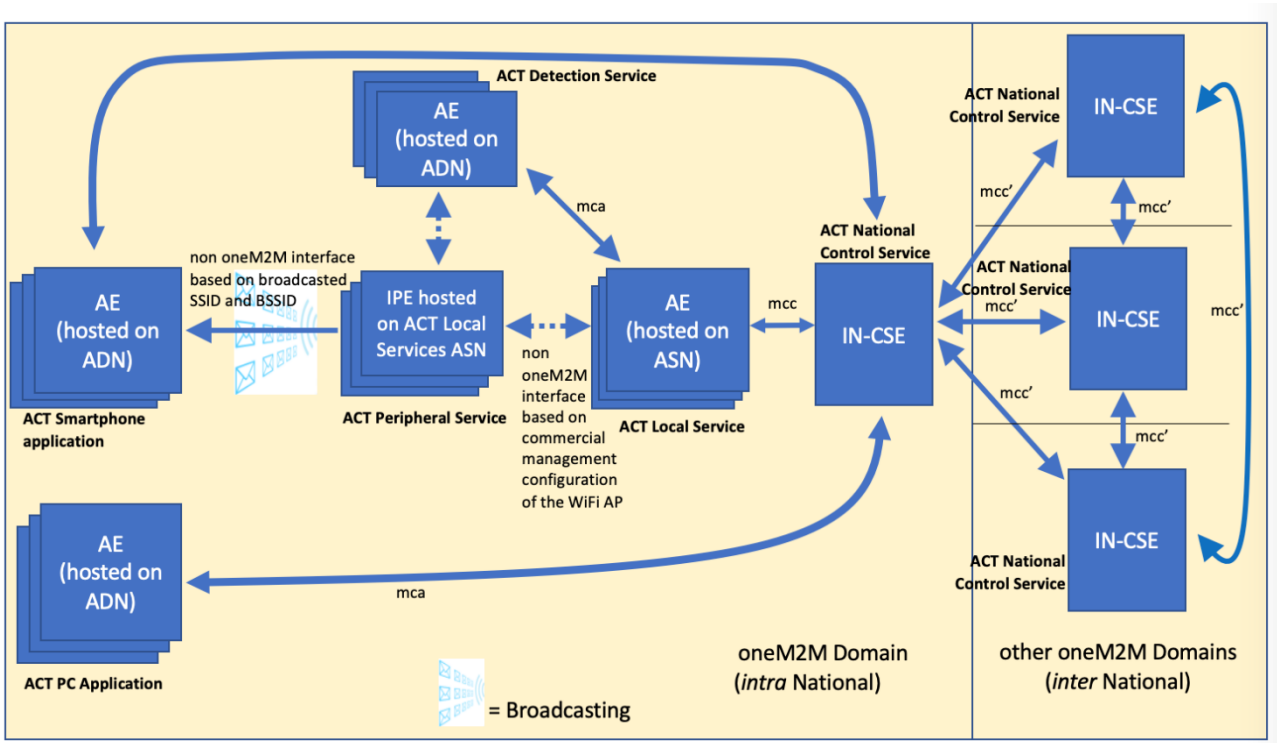 ACT Detection Service
AE
(hosted on
ADN)
mca
ACT National
Control Service
IN-CSE
mcc’
mcc’
non oneM2M interface
based on broadcasted
SSID and BSSID
AE
(hosted on
ADN)
ACT Smartphone
application
IPE hosted
on ACT Local
Services ASN
ACT Peripheral Service
non
oneM2M
interface
based on
commercial
management
configuration
of the WiFi AP
AE
(hosted on
ASN)
ACT Local Service
mcc
ACT National
Control Service
IN-CSE
ACT National
Control Service
mcc’
IN-CSE
mcc’
mcc’
mcc’
AE
(hosted on
ADN)
ACT PC Application
mca
IN-CSE
ACT National
Control Service
oneM2M Domain
(intra National)
other oneM2M Domains
(inter National)
= Broadcasting